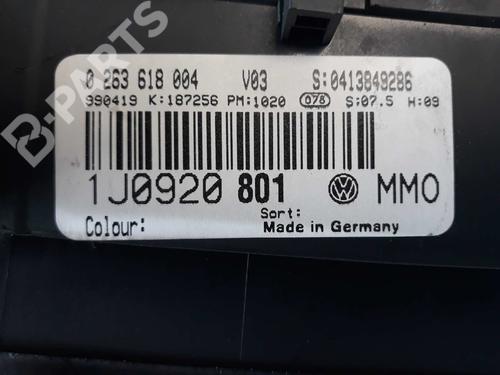 B-PARTS
0 263 618 004 V03 S:0413849286
990419 K:187256 PM:1020 078 S:07.5 H:09
1J0920 801 MMO
Sort:
Colour: Made in Germany